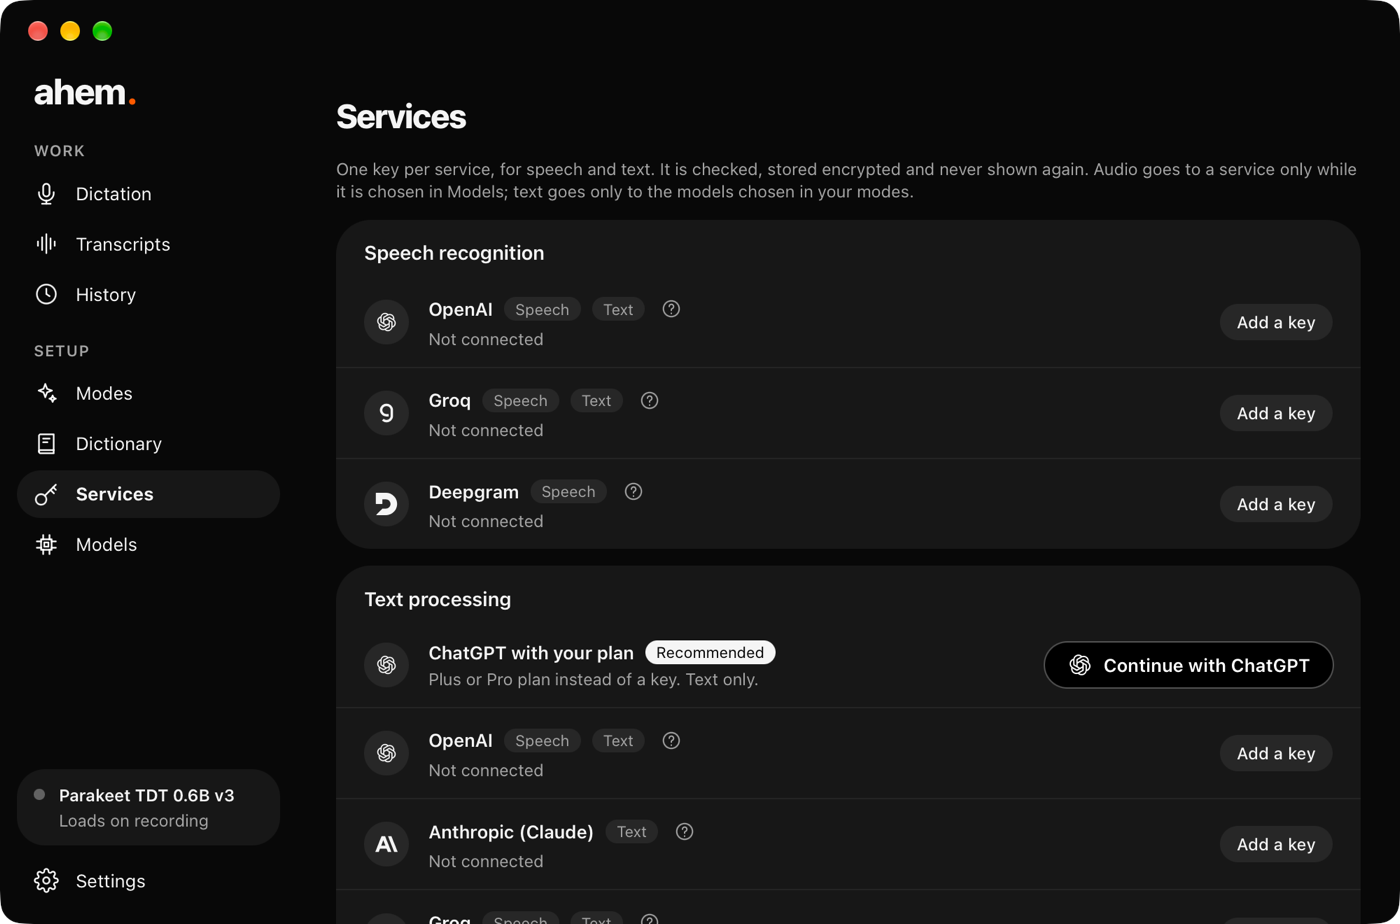 ahem.
WORK
Dictation
Transcripts
History
SETUP
Modes
Dictionary
Services
Models
Parakeet TDT 0.6B v3
Loads on recording
Settings
Services
One key per service, for speech and text. It is checked, stored encrypted and never shown again. Audio goes to a service only while
it is chosen in Models; text goes only to the models chosen in your modes.
Speech recognition
OpenAI Speech Text ?
Not connected
Add a key
Groq Speech Text ?
Not connected
Add a key
Deepgram Speech ?
Not connected
Add a key
Text processing
ChatGPT with your plan Recommended
Plus or Pro plan instead of a key. Text only.
Continue with ChatGPT
OpenAI Speech Text ?
Not connected
Add a key
Anthropic (Claude) Text ?
Not connected
Add a key
Groq Speech Text ?